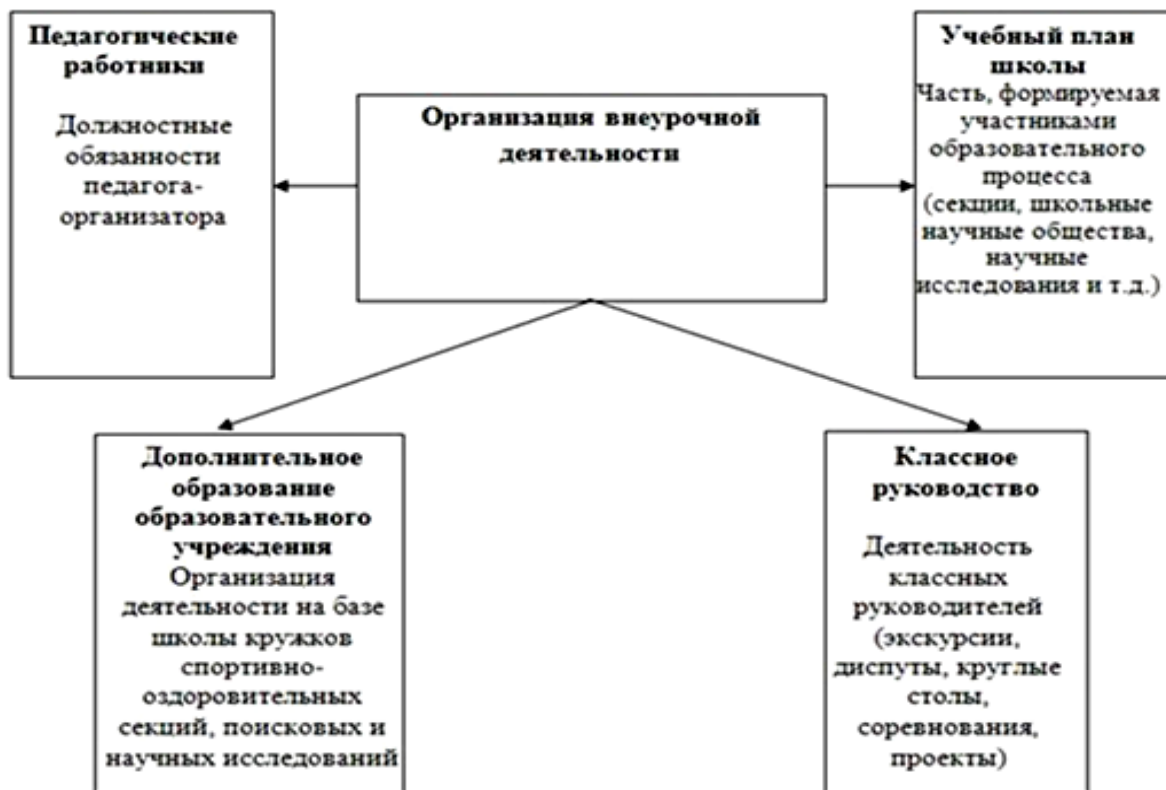 Педагогические
работники
Должностные
обязанности
педагога-
организатора
Организация внеурочной
деятельности
Учебный план
школы
Часть, формируемая
участниками
образовательного
процесса
(секции, школьные
научные общества,
научные
исследования и т.д.)
Дополнительное
образование
образовательного
учреждения
Организация
деятельности на базе
школы кружков
спортивно-
оздоровительных
секций, поисковых и
научных исследований
Классное
руководство
Деятельность
классных
руководителей
(экскурсии,
диспуты, круглые
столы,
соревнования,
проекты)